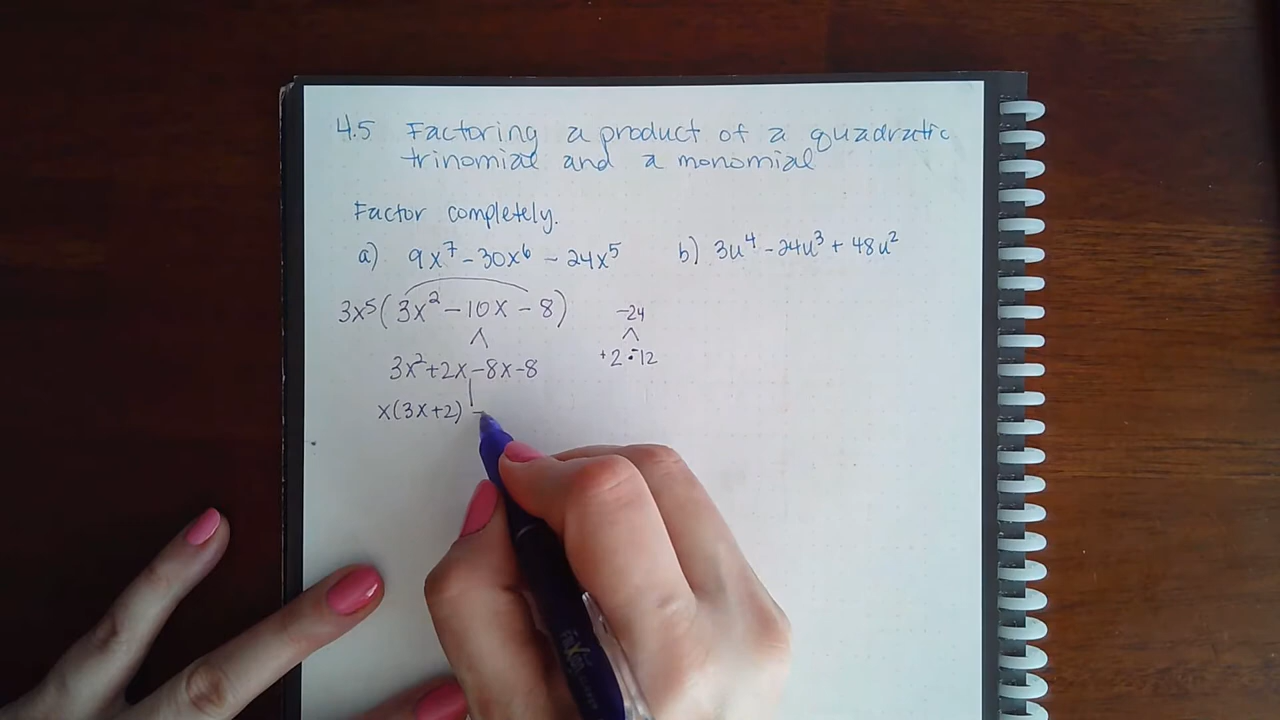 4.5 Factoring a product of a quadratic
trinomial and a monomial
Factor completely.
a) 9x⁷ - 30x⁶ - 24x⁵
b) 3u⁴ - 24u³ + 48u²
3x⁵(3x² - 10x - 8)
-24
+2 · -12
3x² + 2x - 8x - 8
x(3x + 2) -